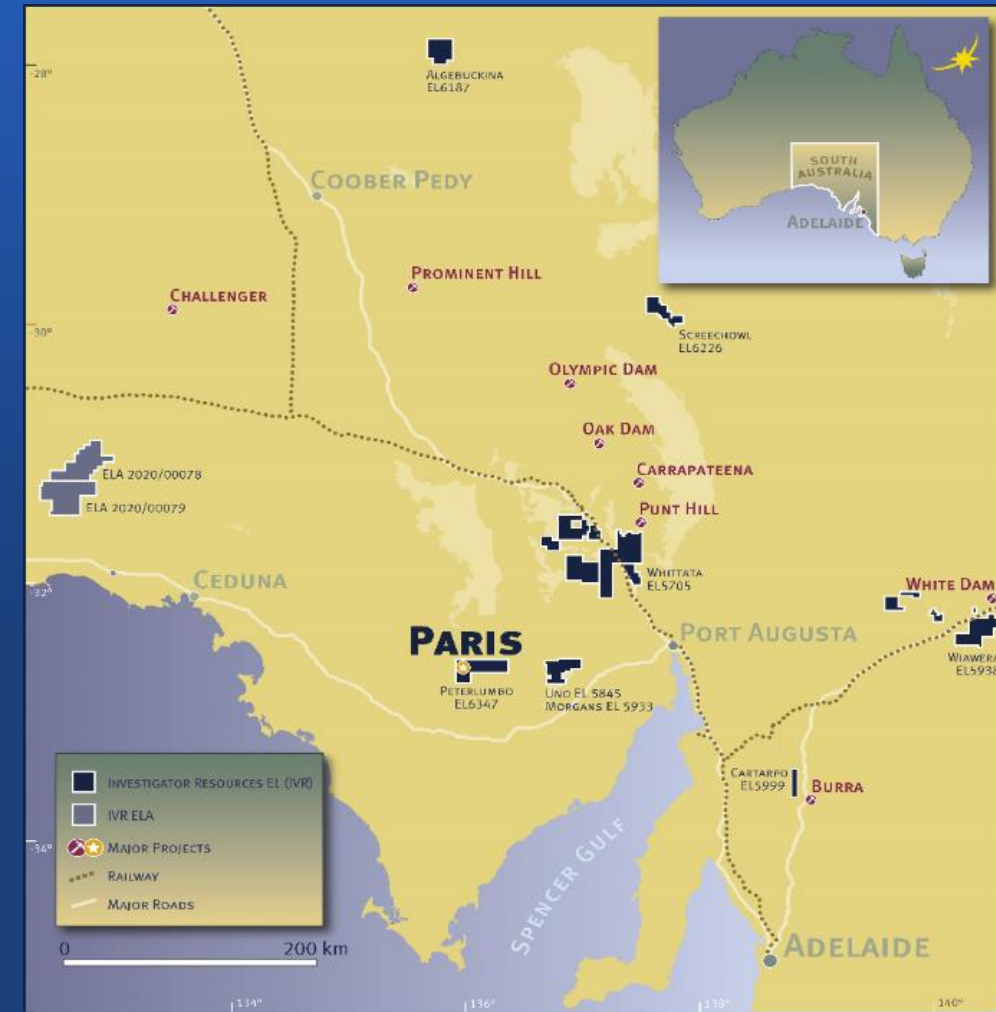 -28°
ALGEBUCKINA
EL6187
SOUTH
AUSTRALIA
ADELAIDE
COOBER PEDY
CHALLENGER
PROMINENT HILL
-30°
SCREECHOWL
EL6226
OLYMPIC DAM
OAK DAM
CARRAPATEENA
ELA 2020/00078
ELA 2020/00079
PUNT HILL
WHITTATA
EL5705
CEDUNA
-32°
WHITE DAM
PARIS
PORT AUGUSTA
PETERLUMBO
EL6347
UNO EL 5845
MORGANS EL 5933
WIAWERA
EL5938
INVESTIGATOR RESOURCES EL (IVR)
IVR ELA
MAJOR PROJECTS
RAILWAY
MAJOR ROADS
CARTARPO
EL5999
BURRA
-34°
SPENCER GULF
0 200 km
ADELAIDE
134° 136° 138° 140°